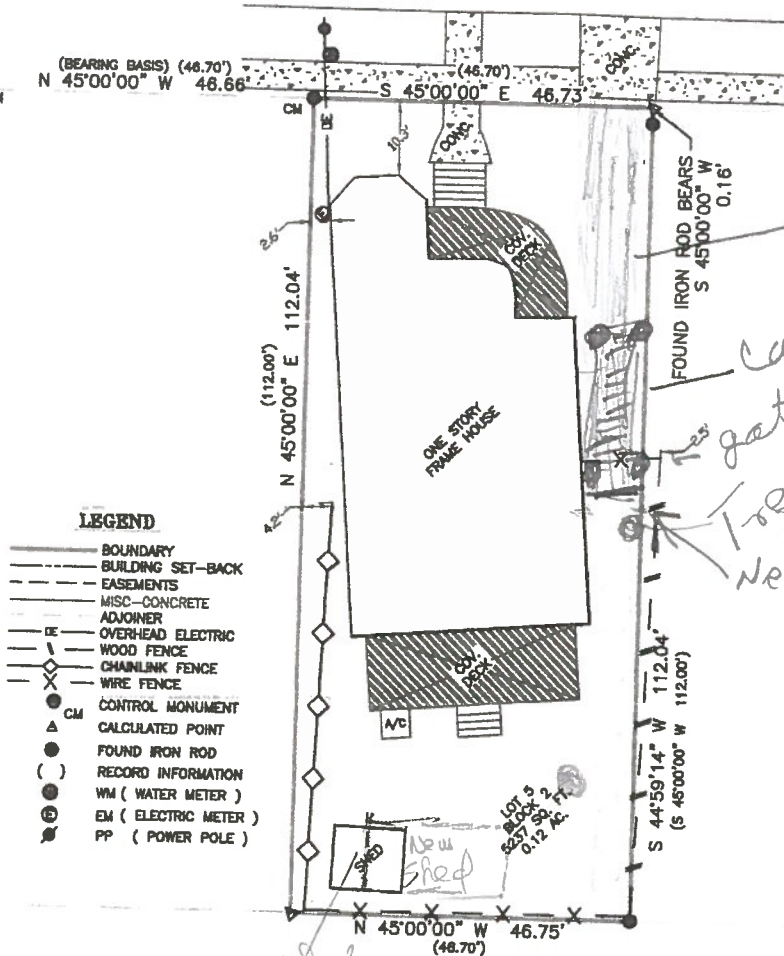 (BEARING BASIS) (46.70')
N 45°00'00" W 46.66'
(46.70')
S 45°00'00" E 46.73'
CONC.
CM
OE
10.3'
CONC.
E
2.6'
COV.
DECK
FOUND IRON ROD BEARS
S 45°00'00" W
0.16'
(112.00')
N 45°00'00" E 112.04'
ONE STORY
FRAME HOUSE
2.5'
gat
Tre
Ne
4.2'
LEGEND
BOUNDARY
BUILDING SET-BACK
EASEMENTS
MISC-CONCRETE
ADJOINER
OE OVERHEAD ELECTRIC
WOOD FENCE
CHAINLINK FENCE
X WIRE FENCE
CM CONTROL MONUMENT
CALCULATED POINT
FOUND IRON ROD
( ) RECORD INFORMATION
WM ( WATER METER )
E EM ( ELECTRIC METER )
PP ( POWER POLE )
COV.
DECK
A/C
S 44°59'14" W 112.04'
(S 45°00'00" W 112.00')
LOT 5
BLOCK 2
5237 SQ. FT.
0.12 AC.
SHED
New
Shed
N 45°00'00" W 46.75'
(46.70')